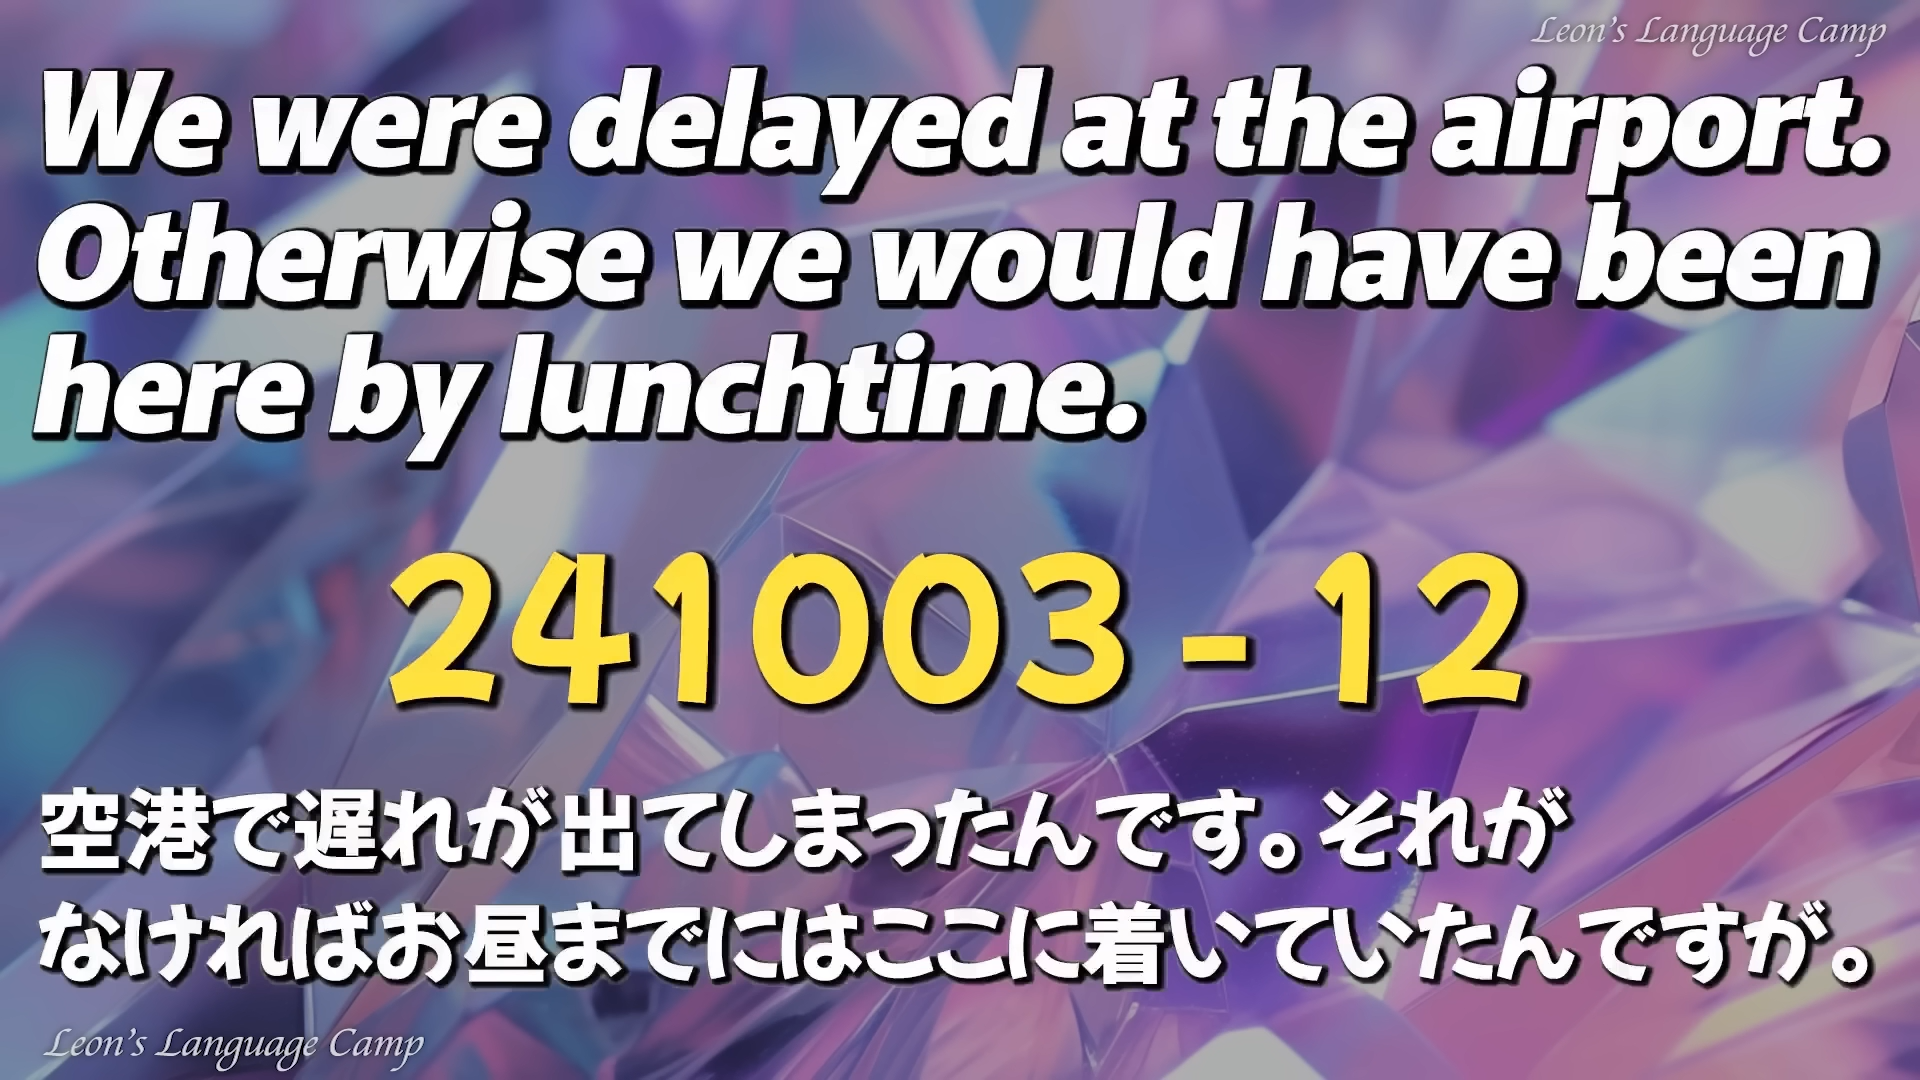 Leon's Language Camp
We were delayed at the airport.
Otherwise we would have been
here by lunchtime.
241003 - 12
空港で遅れが出てしまったんです。それが
なければお昼までにはここに着いていたんですが。
Leon's Language Camp